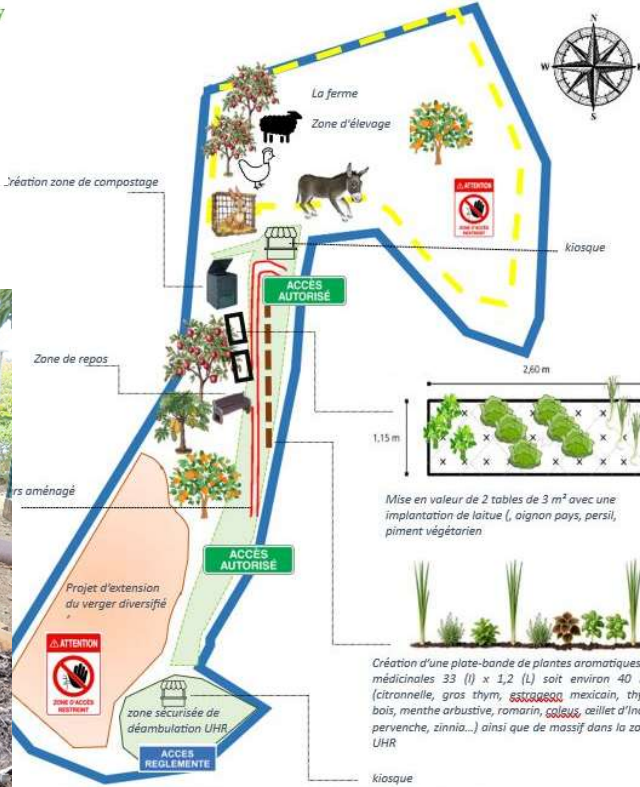 N
W
S
La ferme
Zone d'élevage
Création zone de compostage
ATTENTION
ZONE D'ACCÈS
RESTREINT
kiosque
ACCÈS
AUTORISÉ
Zone de repos
2,60 m
1,15 m
Mise en valeur de 2 tables de 3 m² avec une
implantation de laitue (, oignon pays, persil,
piment végétarien
rs aménagé
ACCÈS
AUTORISÉ
Projet d'extension
du verger diversifié
ATTENTION
ZONE D'ACCÈS
RESTREINT
Création d'une plate-bande de plantes aromatiques
médicinales 33 (l) x 1,2 (L) soit environ 40
(citronnelle, gros thym, estragon mexicain, thy
bois, menthe arbustive, romarin, coleus, œillet d'Ind
pervenche, zinnia...) ainsi que de massif dans la zo
UHR
zone sécurisée de
déambulation UHR
ACCES
REGLEMENTE
kiosque